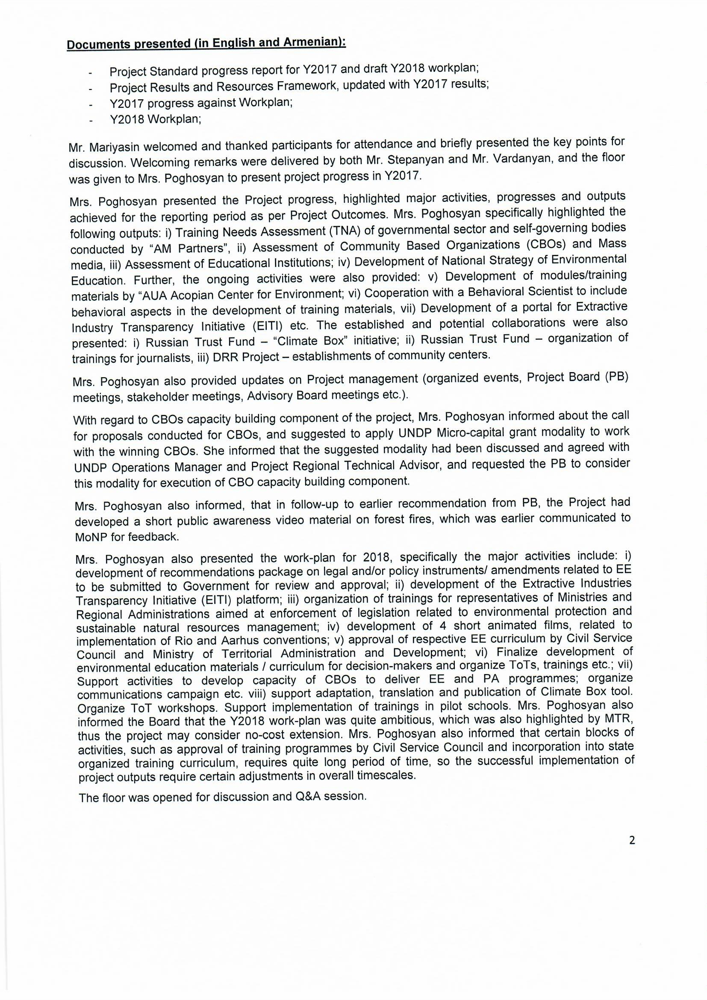 Documents presented (in English and Armenian):
- Project Standard progress report for Y2017 and draft Y2018 workplan;
- Project Results and Resources Framework, updated with Y2017 results;
- Y2017 progress against Workplan;
- Y2018 Workplan;
Mr. Mariyasin welcomed and thanked participants for attendance and briefly presented the key points for
discussion. Welcoming remarks were delivered by both Mr. Stepanyan and Mr. Vardanyan, and the floor
was given to Mrs. Poghosyan to present project progress in Y2017.
Mrs. Poghosyan presented the Project progress, highlighted major activities, progresses and outputs
achieved for the reporting period as per Project Outcomes. Mrs. Poghosyan specifically highlighted the
following outputs: i) Training Needs Assessment (TNA) of governmental sector and self-governing bodies
conducted by “AM Partners”, ii) Assessment of Community Based Organizations (CBOs) and Mass
media, iii) Assessment of Educational Institutions; iv) Development of National Strategy of Environmental
Education. Further, the ongoing activities were also provided: v) Development of modules/training
materials by “AUA Acopian Center for Environment; vi) Cooperation with a Behavioral Scientist to include
behavioral aspects in the development of training materials, vii) Development of a portal for Extractive
Industry Transparency Initiative (EITI) etc. The established and potential collaborations were also
presented: i) Russian Trust Fund – “Climate Box” initiative; ii) Russian Trust Fund – organization of
trainings for journalists, iii) DRR Project – establishments of community centers.
Mrs. Poghosyan also provided updates on Project management (organized events, Project Board (PB)
meetings, stakeholder meetings, Advisory Board meetings etc.).
With regard to CBOs capacity building component of the project, Mrs. Poghosyan informed about the call
for proposals conducted for CBOs, and suggested to apply UNDP Micro-capital grant modality to work
with the winning CBOs. She informed that the suggested modality had been discussed and agreed with
UNDP Operations Manager and Project Regional Technical Advisor, and requested the PB to consider
this modality for execution of CBO capacity building component.
Mrs. Poghosyan also informed, that in follow-up to earlier recommendation from PB, the Project had
developed a short public awareness video material on forest fires, which was earlier communicated to
MoNP for feedback.
Mrs. Poghosyan also presented the work-plan for 2018, specifically the major activities include: i)
development of recommendations package on legal and/or policy instruments/ amendments related to EE
to be submitted to Government for review and approval; ii) development of the Extractive Industries
Transparency Initiative (EITI) platform; iii) organization of trainings for representatives of Ministries and
Regional Administrations aimed at enforcement of legislation related to environmental protection and
sustainable natural resources management; iv) development of 4 short animated films, related to
implementation of Rio and Aarhus conventions; v) approval of respective EE curriculum by Civil Service
Council and Ministry of Territorial Administration and Development; vi) Finalize development of
environmental education materials / curriculum for decision-makers and organize ToTs, trainings etc.; vii)
Support activities to develop capacity of CBOs to deliver EE and PA programmes; organize
communications campaign etc. viii) support adaptation, translation and publication of Climate Box tool.
Organize ToT workshops. Support implementation of trainings in pilot schools. Mrs. Poghosyan also
informed the Board that the Y2018 work-plan was quite ambitious, which was also highlighted by MTR,
thus the project may consider no-cost extension. Mrs. Poghosyan also informed that certain blocks of
activities, such as approval of training programmes by Civil Service Council and incorporation into state
organized training curriculum, requires quite long period of time, so the successful implementation of
project outputs require certain adjustments in overall timescales.
The floor was opened for discussion and Q&A session.
2